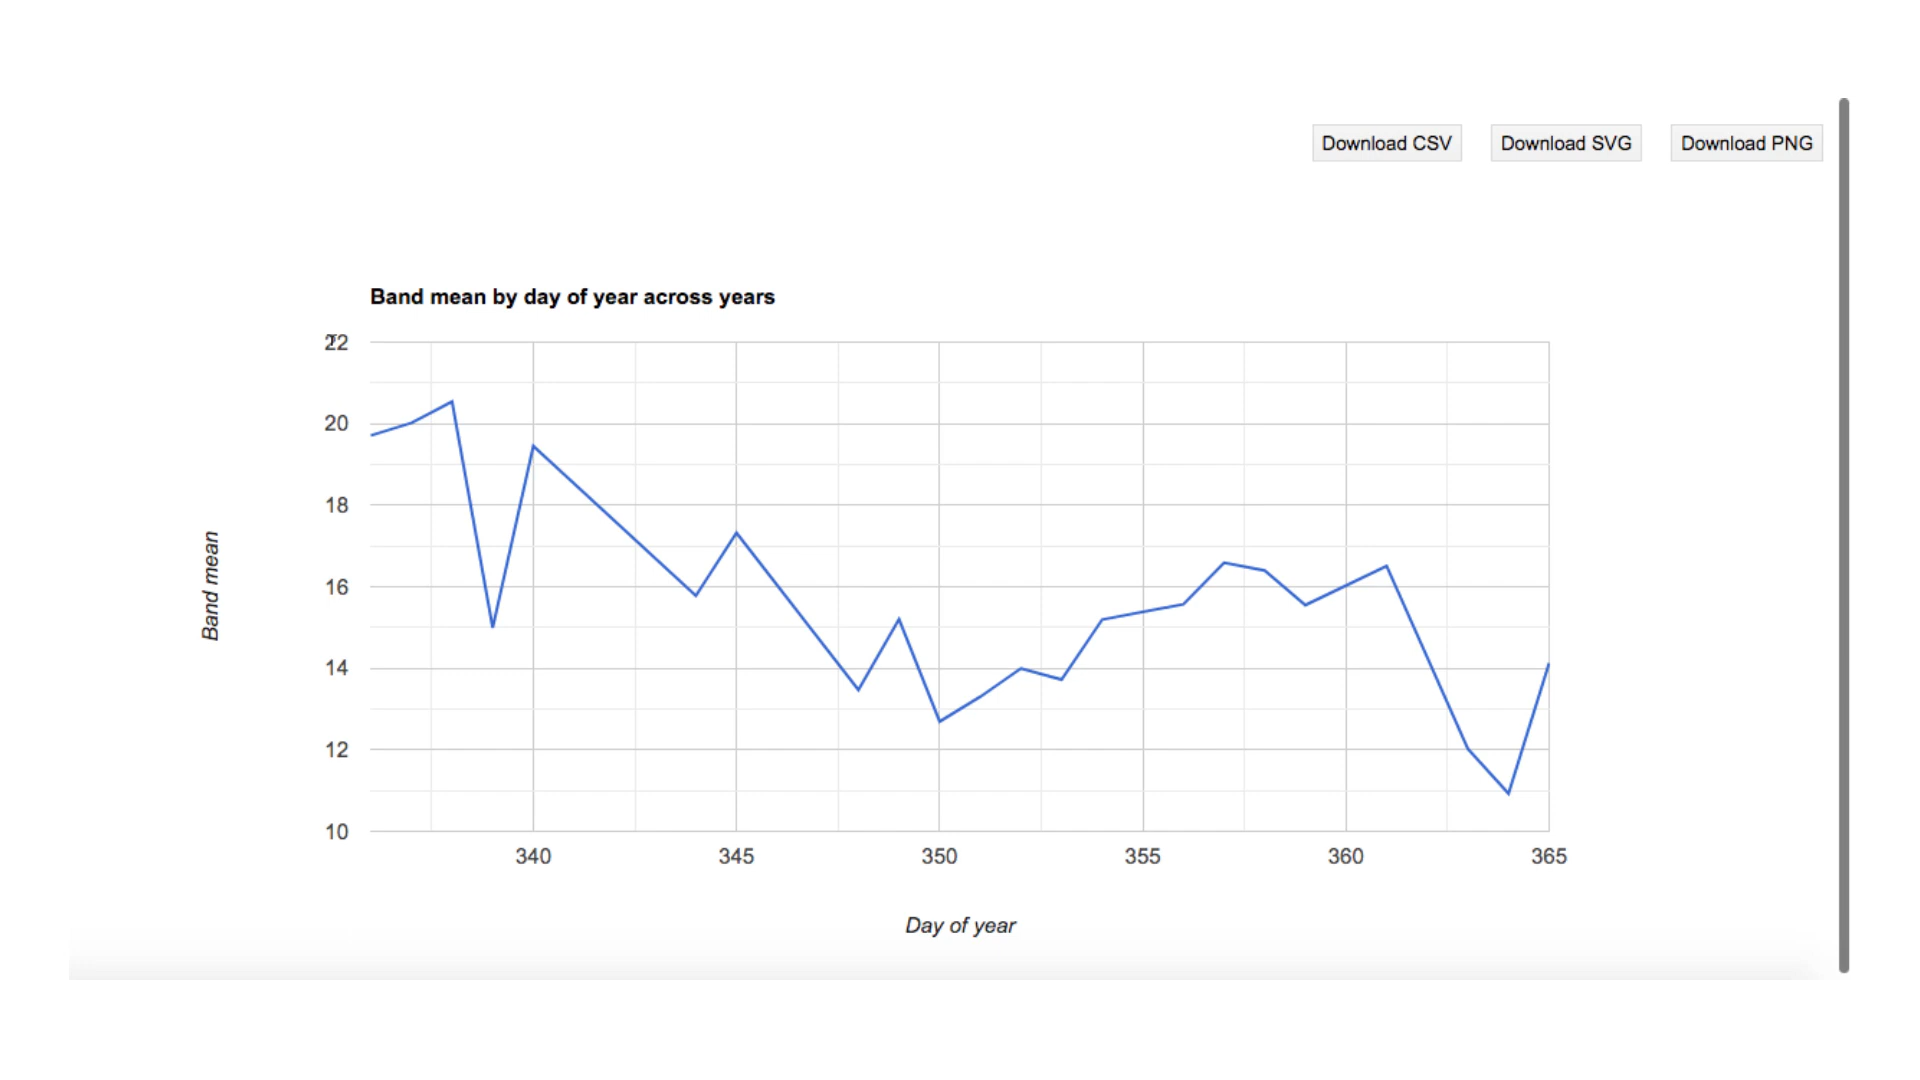 Download CSV Download SVG Download PNG
Band mean by day of year across years
22
20
18
16
14
12
10
Band mean
340 345 350 355 360 365
Day of year